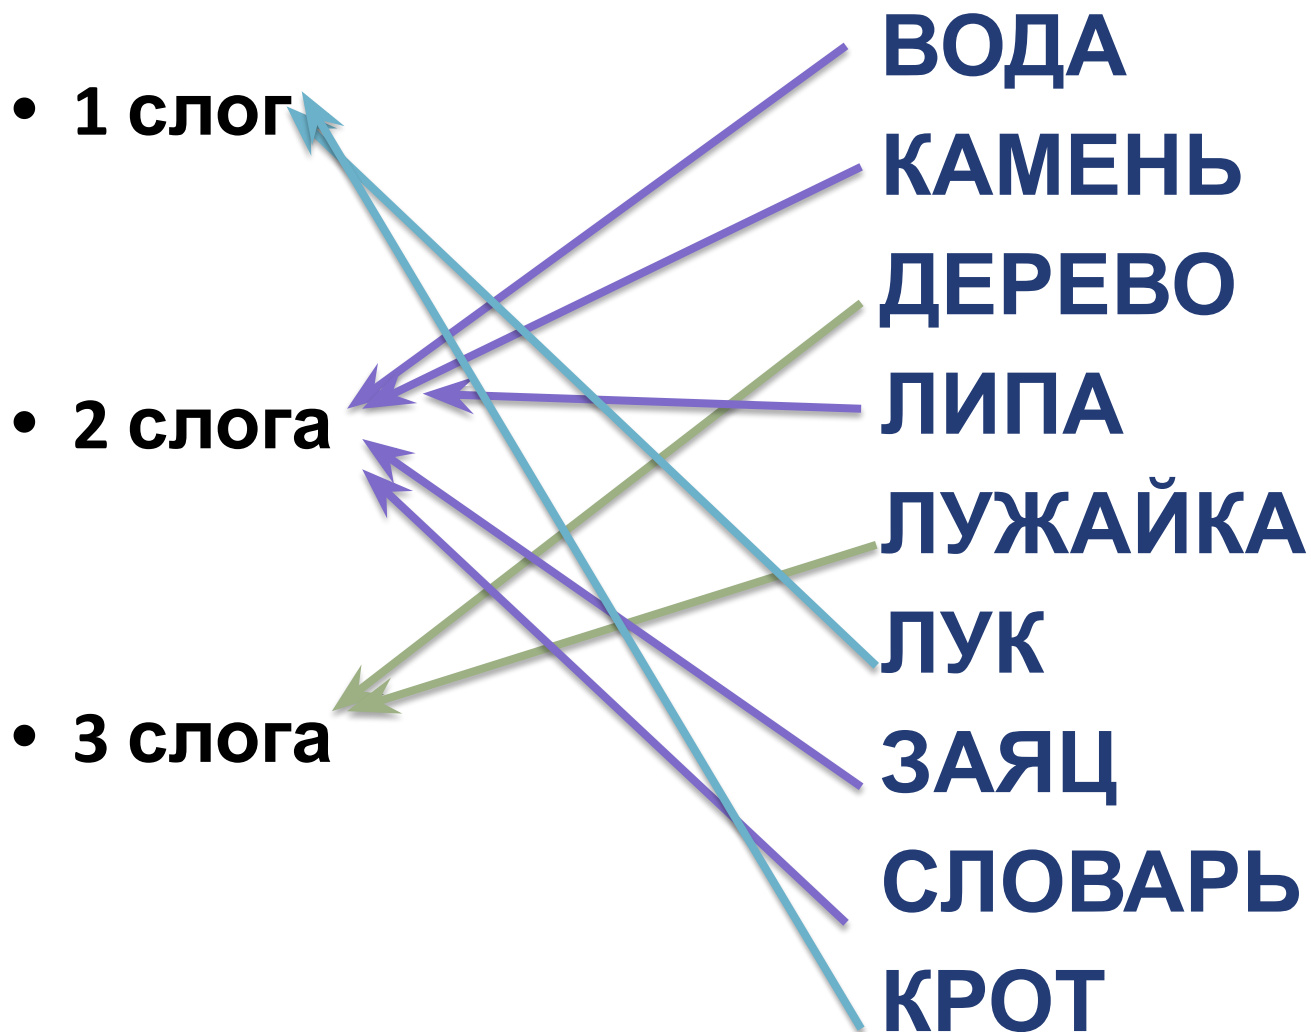 • 1 слог
• 2 слога
• 3 слога
ВОДА
КАМЕНЬ
ДЕРЕВО
ЛИПА
ЛУЖАЙКА
ЛУК
ЗАЯЦ
СЛОВАРЬ
КРОТ